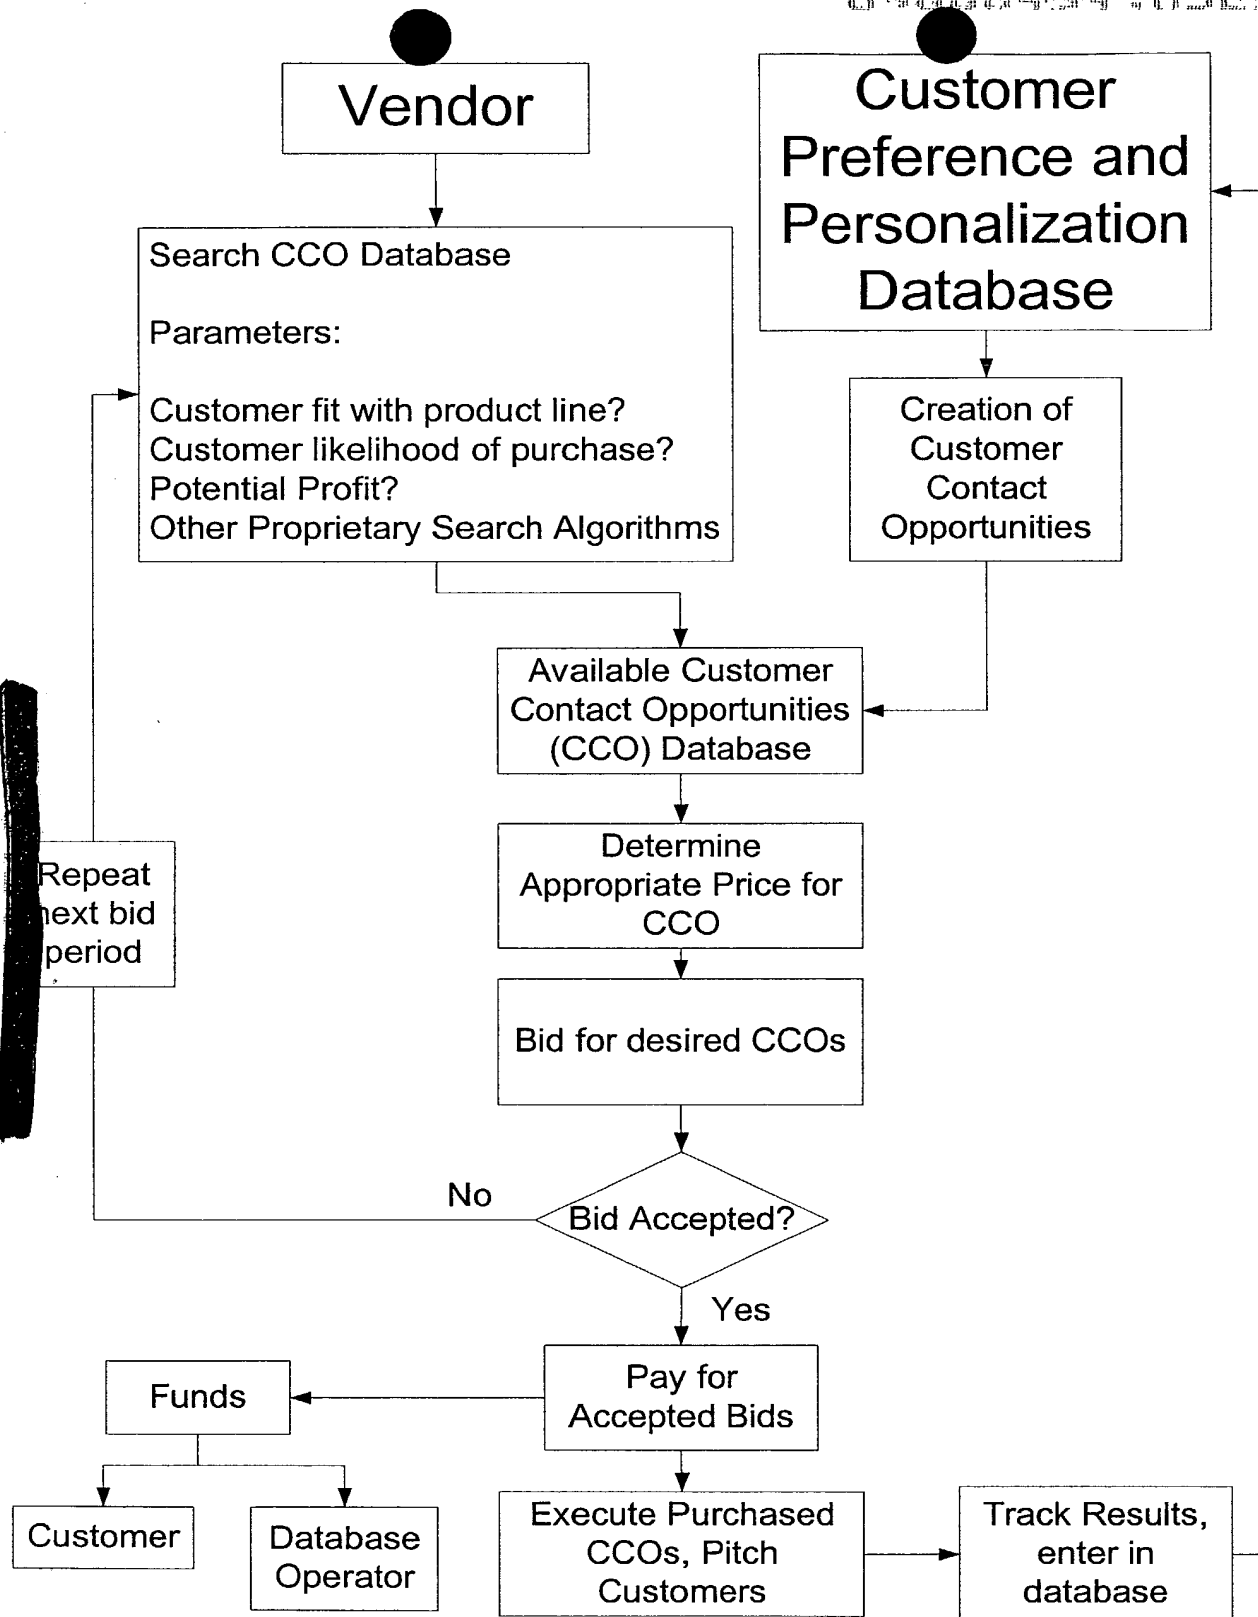 Vendor
Customer
Preference and
Personalization
Database
Search CCO Database
Parameters:
Customer fit with product line?
Customer likelihood of purchase?
Potential Profit?
Other Proprietary Search Algorithms
Creation of
Customer
Contact
Opportunities
Available Customer
Contact Opportunities
(CCO) Database
Determine
Appropriate Price for
CCO
Repeat
next bid
period
Bid for desired CCOs
No
Bid Accepted?
Yes
Pay for
Accepted Bids
Funds
Customer
Database
Operator
Execute Purchased
CCOs, Pitch
Customers
Track Results,
enter in
database